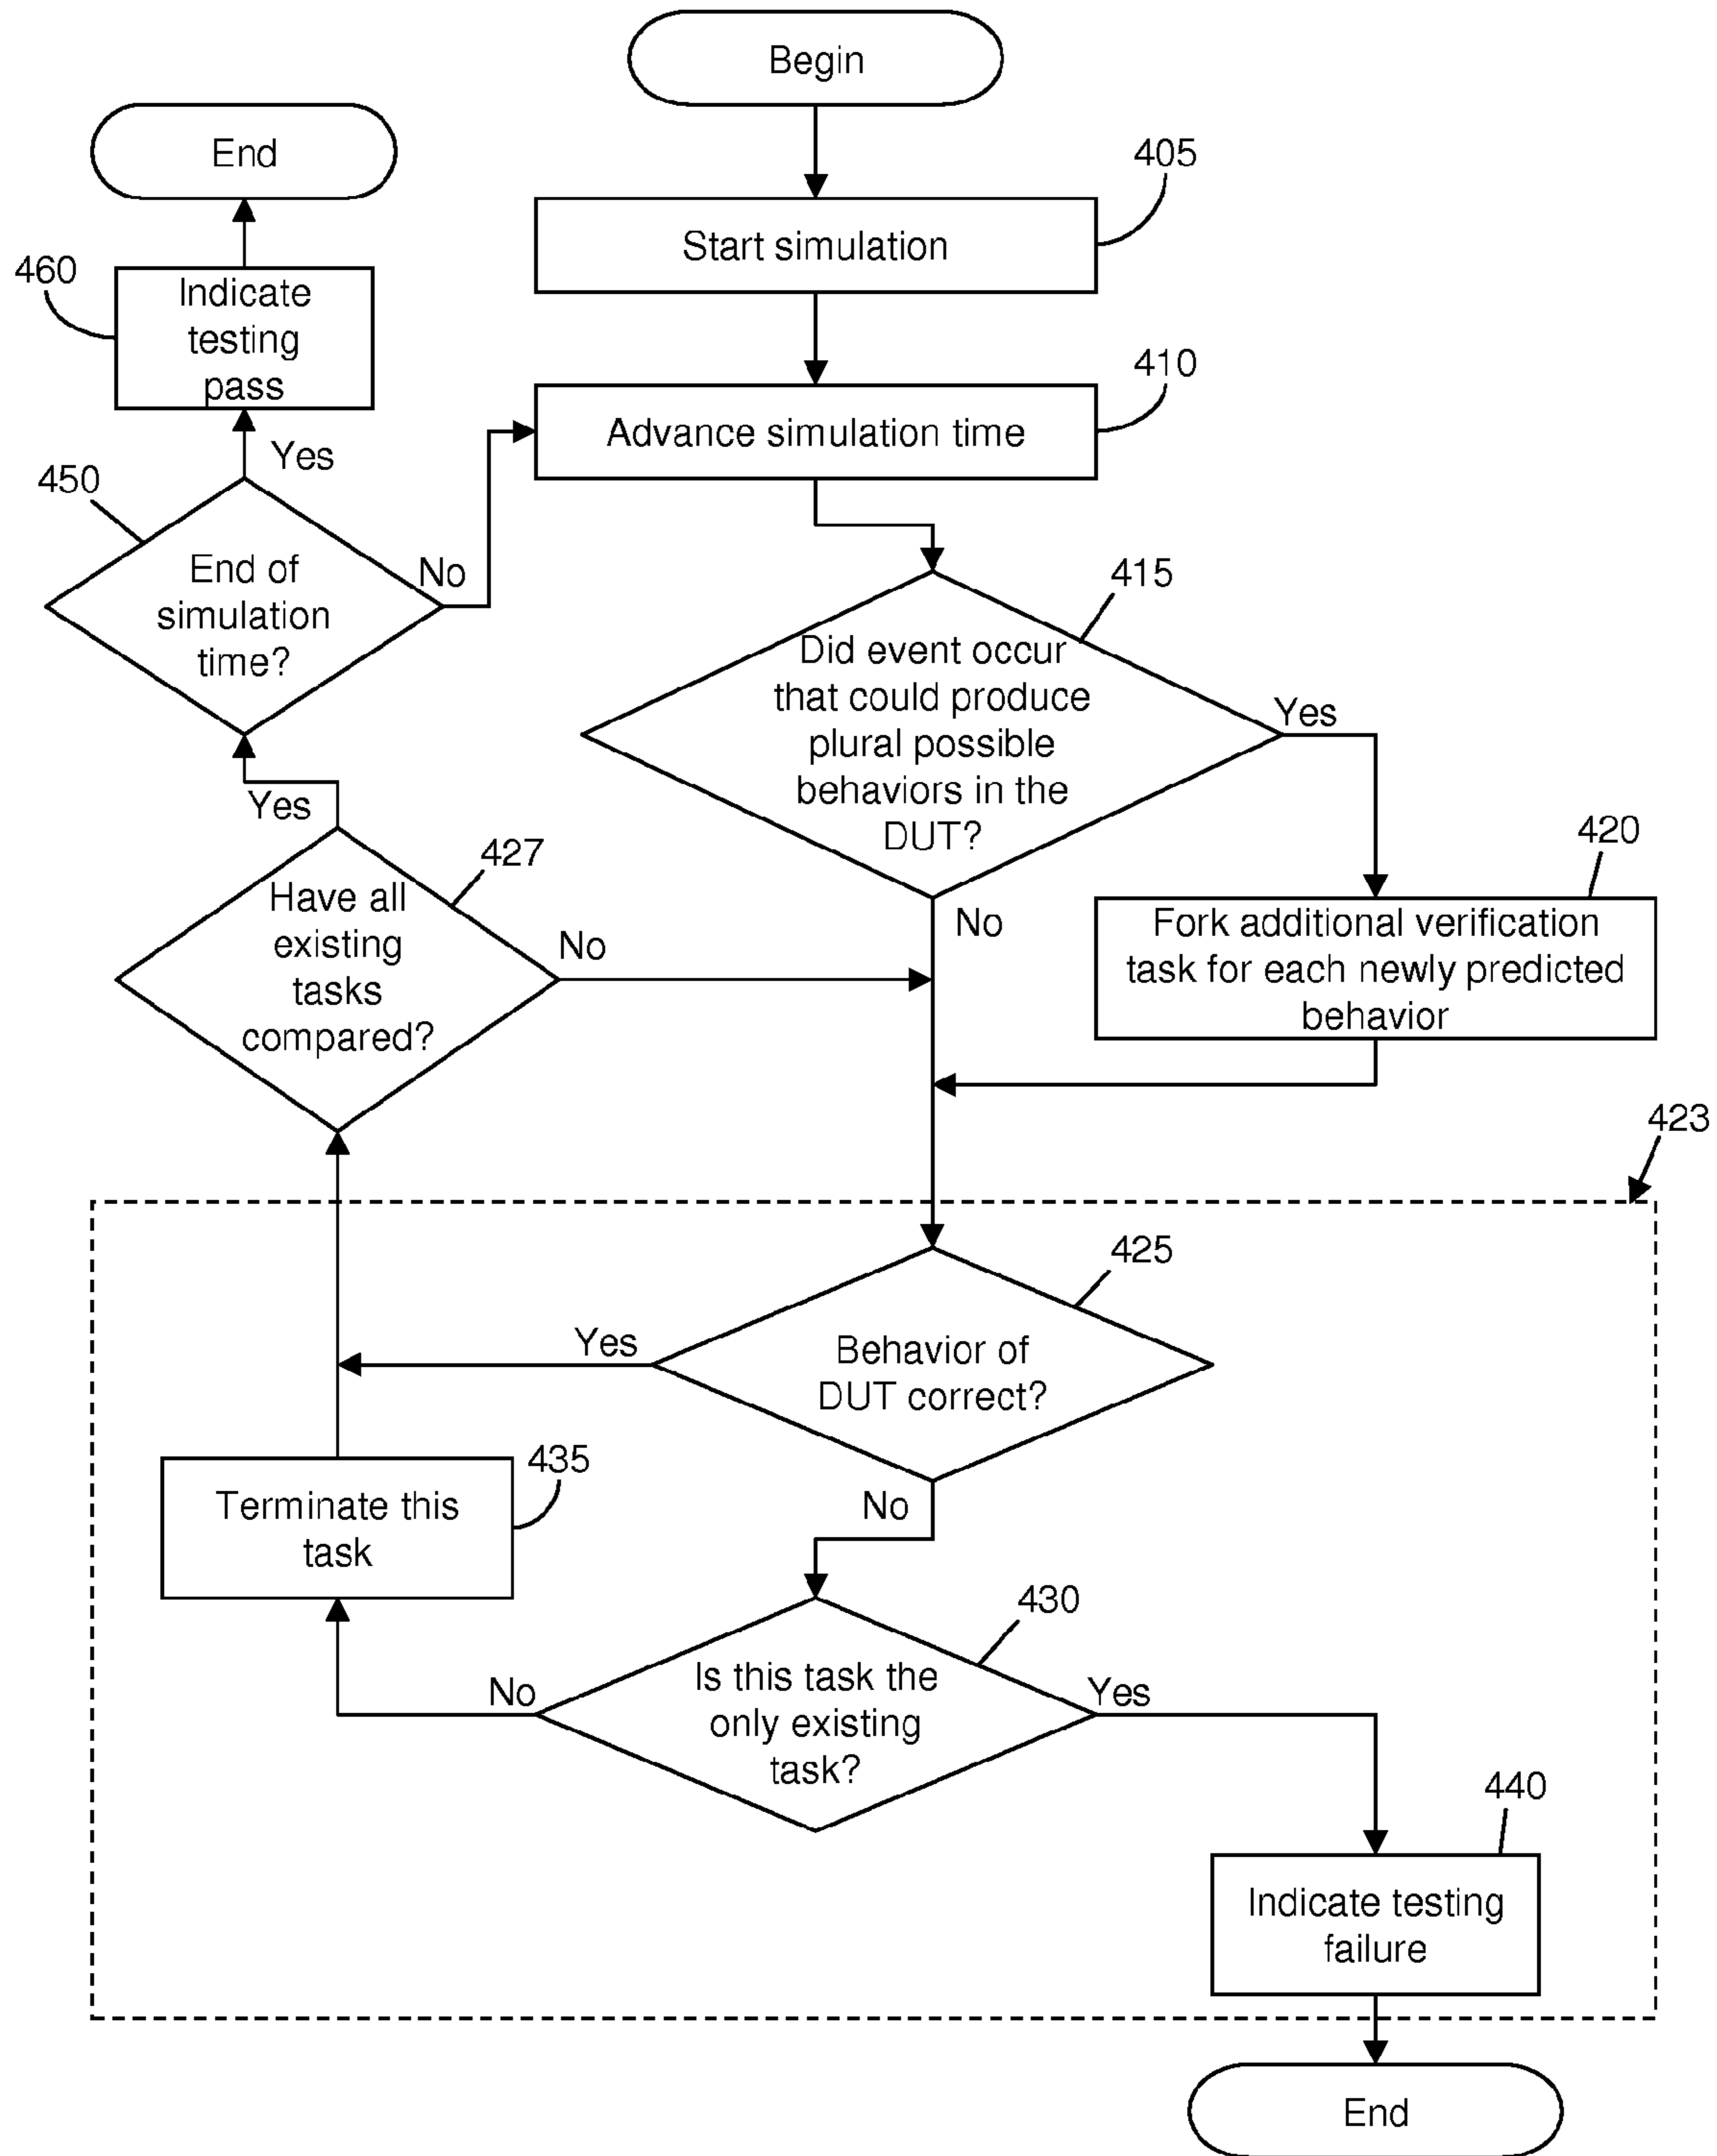 Begin
End
405
Start simulation
460
Indicate
testing
pass
410
Advance simulation time
Yes
450
End of
simulation
time?
No
415
Did event occur
that could produce
plural possible
behaviors in the
DUT?
Yes
Yes
427
Have all
existing
tasks
compared?
No
No
420
Fork additional verification
task for each newly predicted
behavior
423
425
Behavior of
DUT correct?
Yes
No
435
Terminate this
task
430
Is this task the
only existing
task?
No
Yes
440
Indicate testing
failure
End